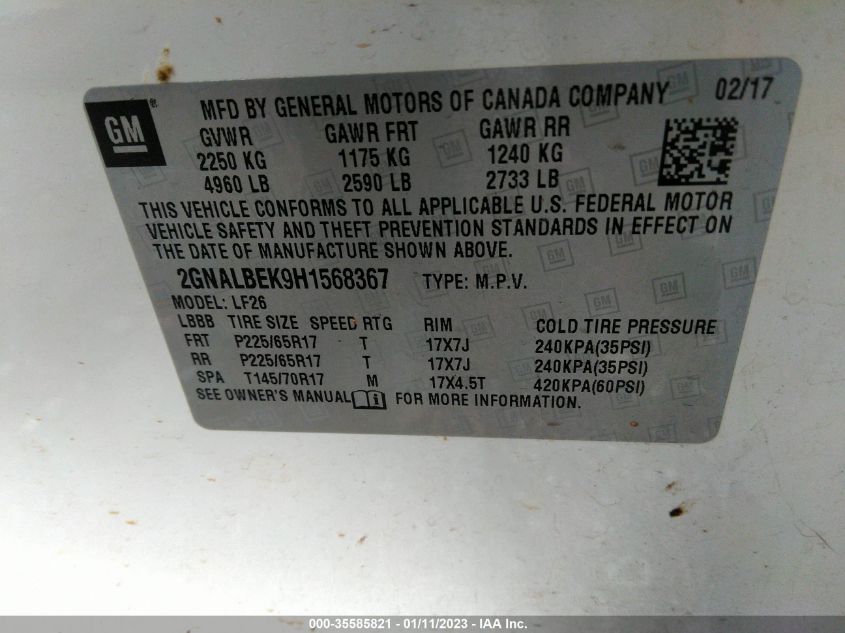 GM ® MFD BY GENERAL MOTORS OF CANADA COMPANY 02/17
GVWR GAWR FRT GAWR RR
2250 KG 1175 KG 1240 KG
4960 LB 2590 LB 2733 LB
THIS VEHICLE CONFORMS TO ALL APPLICABLE U.S. FEDERAL MOTOR
VEHICLE SAFETY AND THEFT PREVENTION STANDARDS IN EFFECT ON
THE DATE OF MANUFACTURE SHOWN ABOVE.
2GNALBEK9H1568367 TYPE: M.P.V.
MODEL: LF26
LBBB TIRE SIZE SPEED RTG RIM COLD TIRE PRESSURE
FRT P225/65R17 T 17X7J 240KPA(35PSI)
RR P225/65R17 T 17X7J 240KPA(35PSI)
SPA T145/70R17 M 17X4.5T 420KPA(60PSI)
SEE OWNER'S MANUAL FOR MORE INFORMATION.
000-35585821 - 01/11/2023 - IAA Inc.